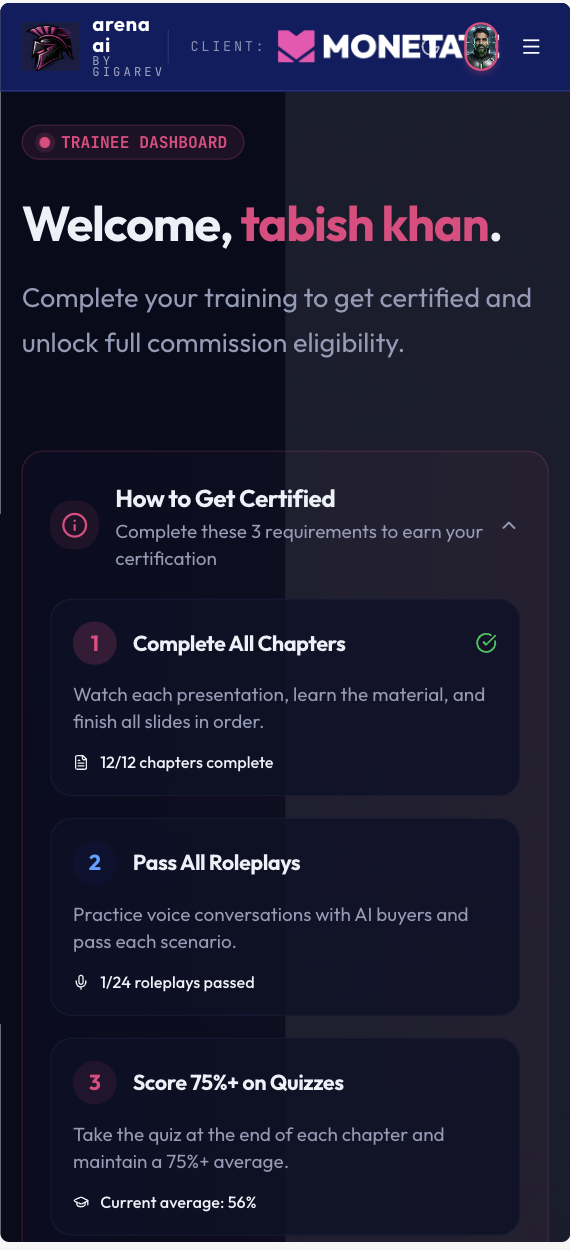 arena
ai
BY
GIGAREV
CLIENT:
MONETAT
TRAINEE DASHBOARD
Welcome, tabish khan.
Complete your training to get certified and
unlock full commission eligibility.
How to Get Certified
Complete these 3 requirements to earn your
certification
1
Complete All Chapters
Watch each presentation, learn the material, and
finish all slides in order.
12/12 chapters complete
2
Pass All Roleplays
Practice voice conversations with AI buyers and
pass each scenario.
1/24 roleplays passed
3
Score 75%+ on Quizzes
Take the quiz at the end of each chapter and
maintain a 75%+ average.
Current average: 56%